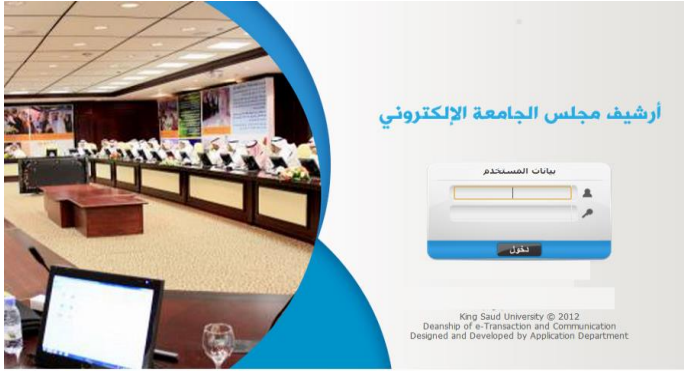 أرشيف مجلس الجامعة الإلكتروني
بيانات المستخدم
دخول
King Saud University © 2012
Deanship of e-Transaction and Communication
Designed and Developed by Application Department